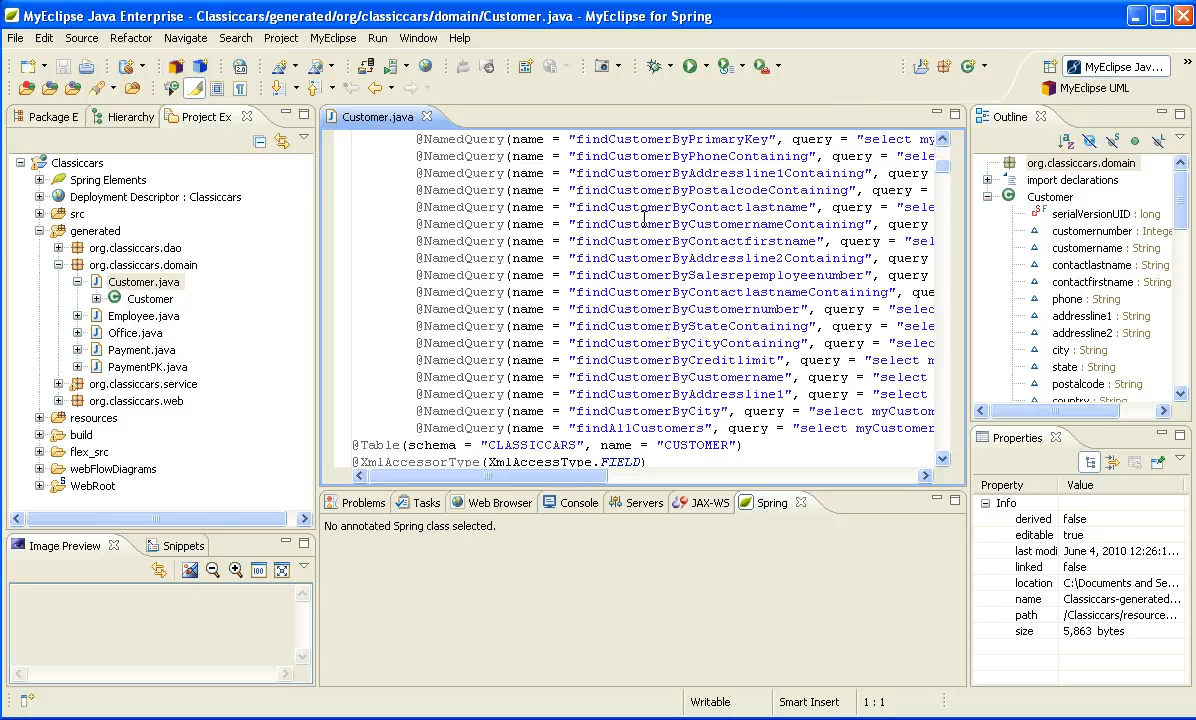 MyEclipse Java Enterprise - Classiccars/generated/org/classiccars/domain/Customer.java - MyEclipse for Spring
File Edit Source Refactor Navigate Search Project MyEclipse Run Window Help
MyEclipse Jav...
MyEclipse UML
Package E
Hierarchy
Project Ex
Classiccars
Spring Elements
Deployment Descriptor : Classiccars
src
generated
org.classiccars.dao
org.classiccars.domain
Customer.java
Customer
Employee.java
Office.java
Payment.java
PaymentPK.java
org.classiccars.service
org.classiccars.web
resources
build
flex_src
webFlowDiagrams
WebRoot
Image Preview
Snippets
Customer.java
@NamedQuery(name = "findCustomerByPrimaryKey", query = "select my
@NamedQuery(name = "findCustomerByPhoneContaining", query = "sele
@NamedQuery(name = "findCustomerByAddressline1Containing", query
@NamedQuery(name = "findCustomerByPostalcodeContaining", query =
@NamedQuery(name = "findCustomerByContactlastname", query = "sele
@NamedQuery(name = "findCustomerByCustomernameContaining", query
@NamedQuery(name = "findCustomerByContactfirstname", query = "sel
@NamedQuery(name = "findCustomerByAddressline2Containing", query
@NamedQuery(name = "findCustomerBySalesrepemployeenumber", query
@NamedQuery(name = "findCustomerByContactlastnameContaining", que
@NamedQuery(name = "findCustomerByCustomernumber", query = "selec
@NamedQuery(name = "findCustomerByStateContaining", query = "sele
@NamedQuery(name = "findCustomerByCityContaining", query = "selec
@NamedQuery(name = "findCustomerByCreditlimit", query = "select m
@NamedQuery(name = "findCustomerByCustomername", query = "select
@NamedQuery(name = "findCustomerByAddressline1", query = "select
@NamedQuery(name = "findCustomerByCity", query = "select myCustom
@NamedQuery(name = "findAllCustomers", query = "select myCustomer
@Table(schema = "CLASSICCARS", name = "CUSTOMER")
@XmlAccessorType(XmlAccessType.FIELD)
Problems
Tasks
Web Browser
Console
Servers
JAX-WS
Spring
No annotated Spring class selected.
Outline
org.classiccars.domain
import declarations
Customer
serialVersionUID : long
customernumber : Intege
customername : String
contactlastname : String
contactfirstname : String
phone : String
addressline1 : String
addressline2 : String
city : String
state : String
postalcode : String
country : String
Properties
Property Value
Info
derived false
editable true
last modi June 4, 2010 12:26:1...
linked false
location C:\Documents and Se...
name Classiccars-generated...
path /Classiccars/resource...
size 5,863 bytes
Writable
Smart Insert
1 : 1